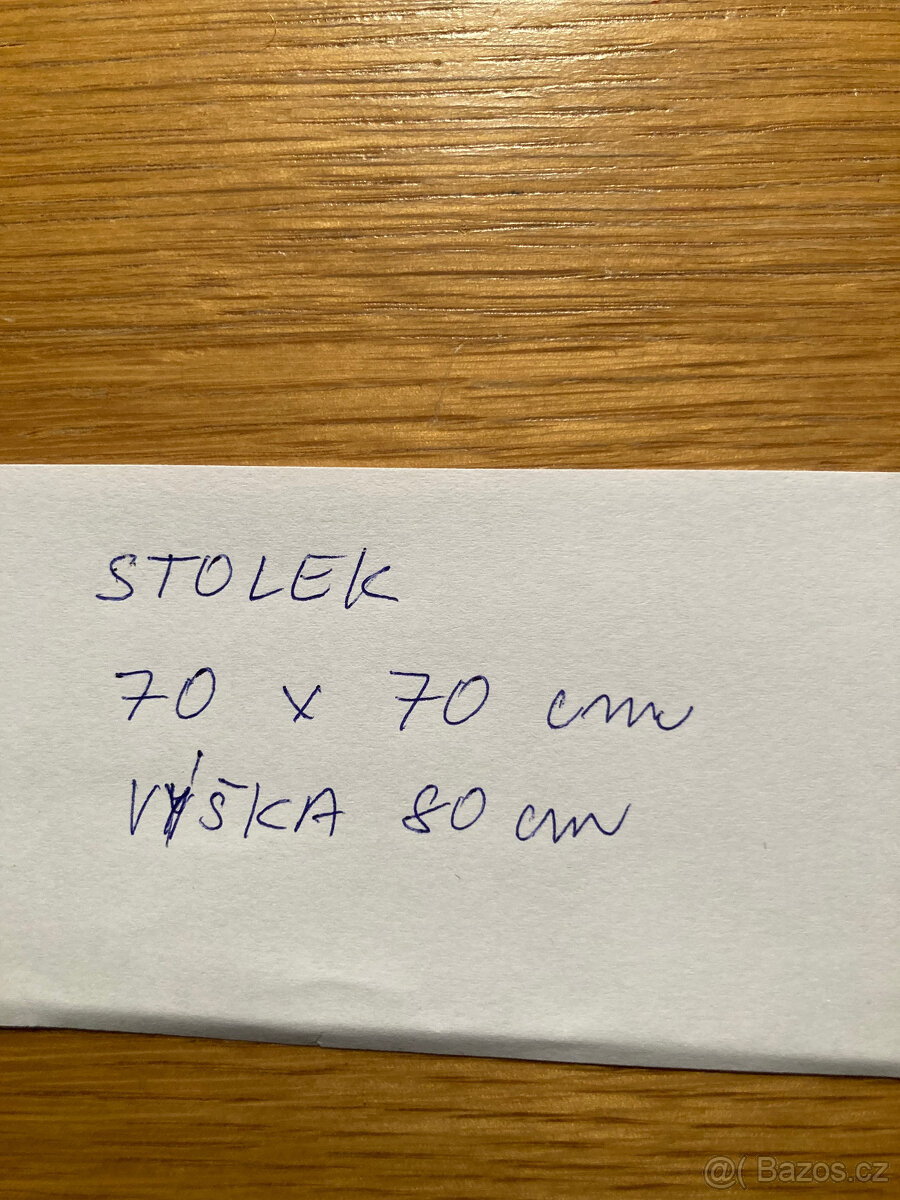 STOLEK
70 x 70 cm
VÝŠKA 80 cm
@( Bazos.cz